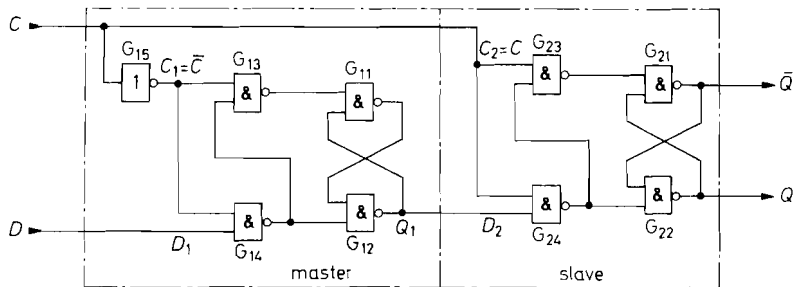 C
G15
C1=C̅
G13
G11
C2=C
G23
G21
Q̅
1
&
&
&
&
&
&
&
&
Q
D
D1
G14
G12
Q1
D2
G24
G22
master
slave